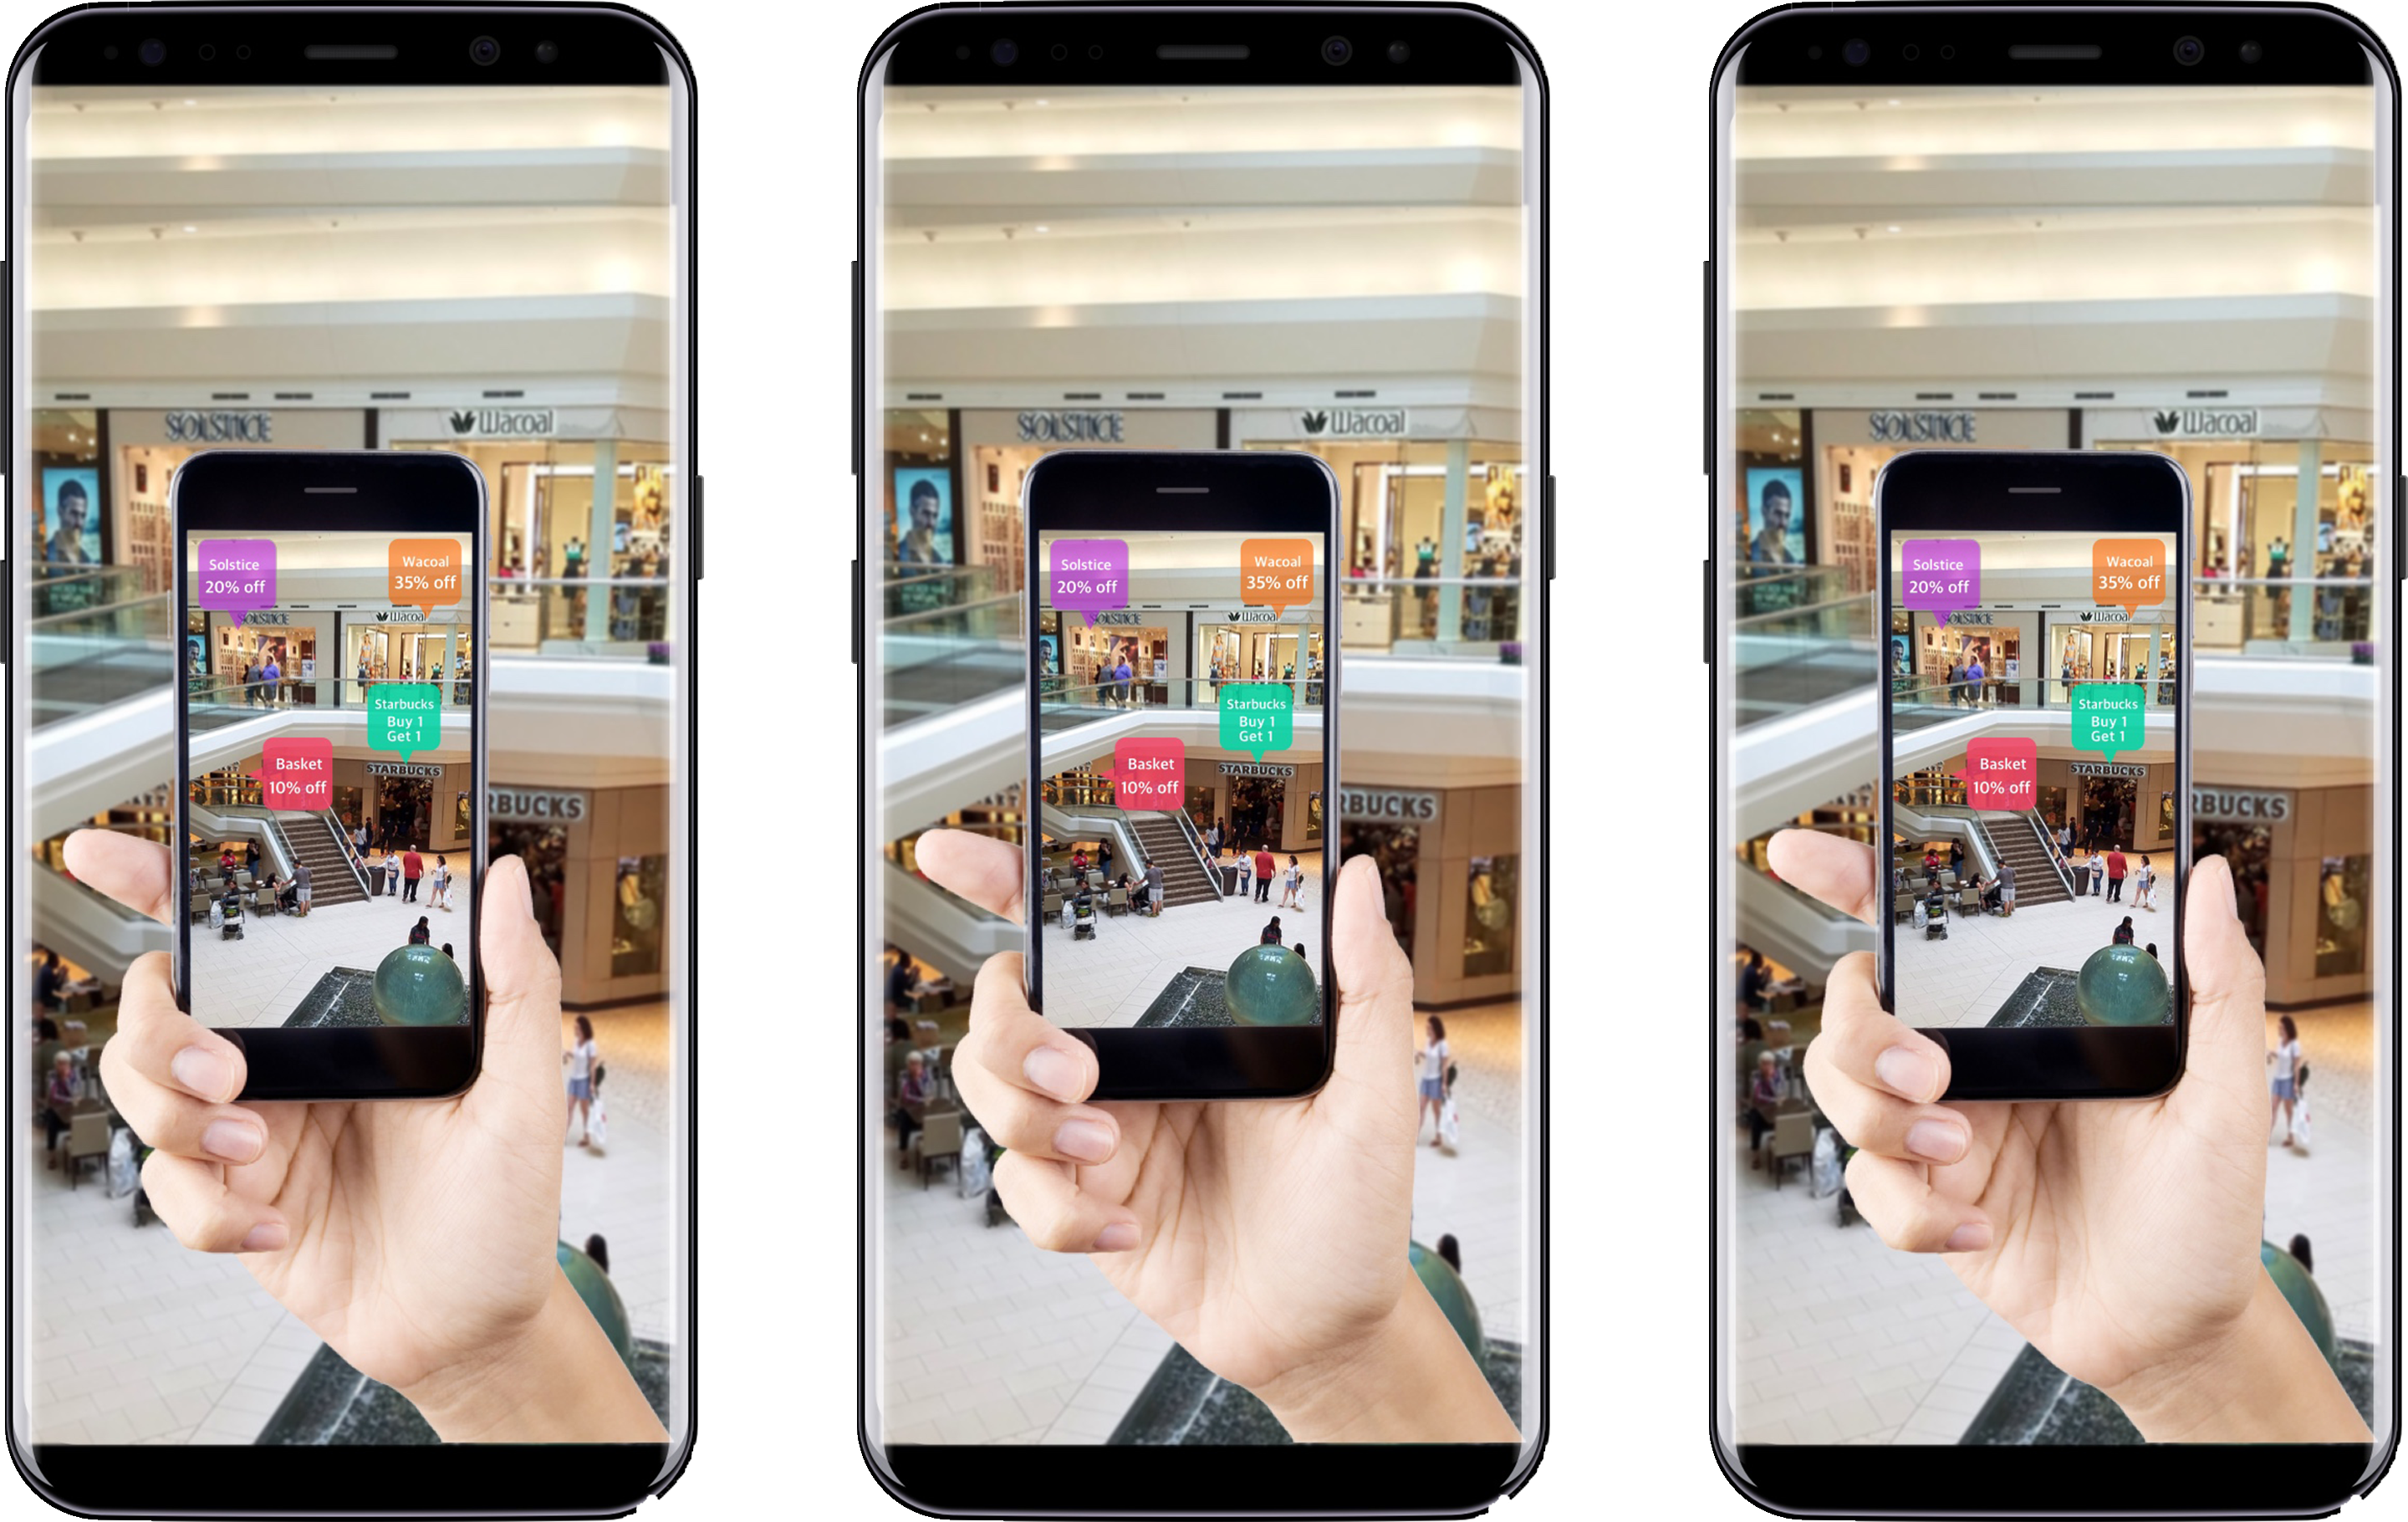 SOLSTICE
Wacoal
Solstice
20% off
Wacoal
35% off
SOLSTICE
Wacoal
Starbucks
Buy 1
Get 1
Basket
10% off
STARBUCKS
RBUCKS
SOLSTICE
Wacoal
Solstice
20% off
Wacoal
35% off
SOLSTICE
Wacoal
Starbucks
Buy 1
Get 1
Basket
10% off
STARBUCKS
RBUCKS
SOLSTICE
Wacoal
Solstice
20% off
Wacoal
35% off
SOLSTICE
Wacoal
Starbucks
Buy 1
Get 1
Basket
10% off
STARBUCKS
RBUCKS